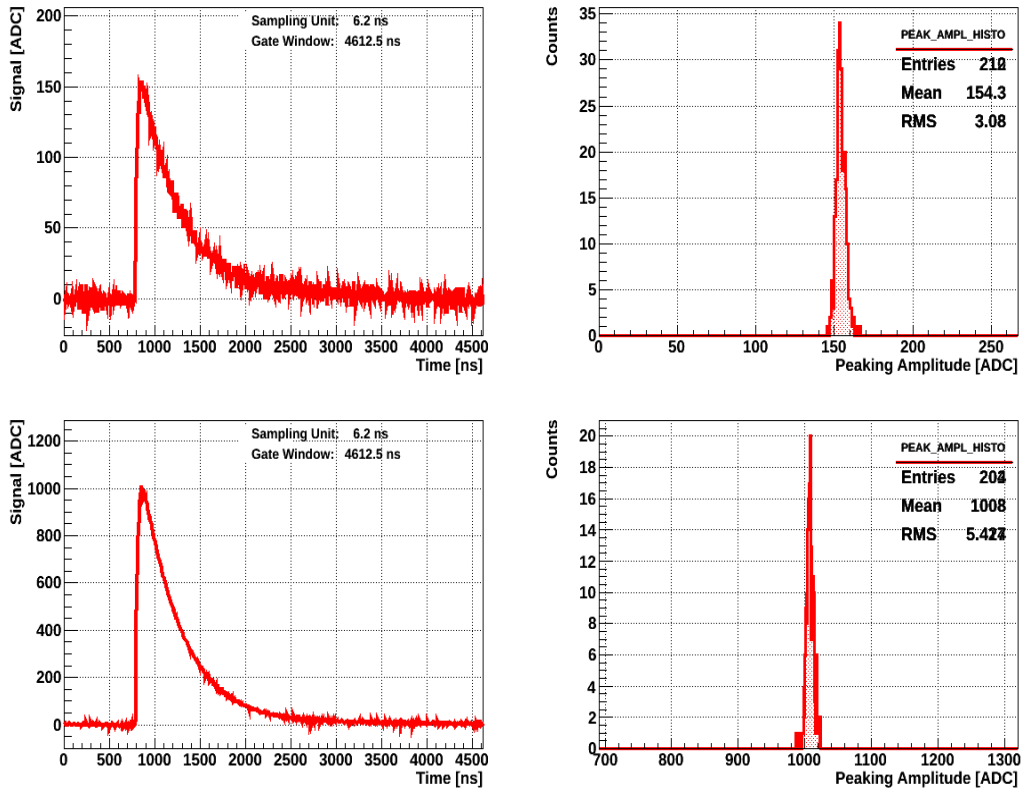 Signal [ADC]
200
150
100
50
0
Sampling Unit: 6.2 ns
Gate Window: 4612.5 ns
0 500 1000 1500 2000 2500 3000 3500 4000 4500
Time [ns]
Counts
35
30
25
20
15
10
5
0
PEAK_AMPL_HISTO
Entries
Mean 154.3
RMS 3.08
0 50 100 150 200 250
Peaking Amplitude [ADC]
Signal [ADC]
1200
1000
800
600
400
200
0
Sampling Unit: 6.2 ns
Gate Window: 4612.5 ns
0 500 1000 1500 2000 2500 3000 3500 4000 4500
Time [ns]
Counts
20
18
16
14
12
10
8
6
4
2
0
PEAK_AMPL_HISTO
Entries
Mean 1008
RMS
700 800 900 1000 1100 1200 1300
Peaking Amplitude [ADC]